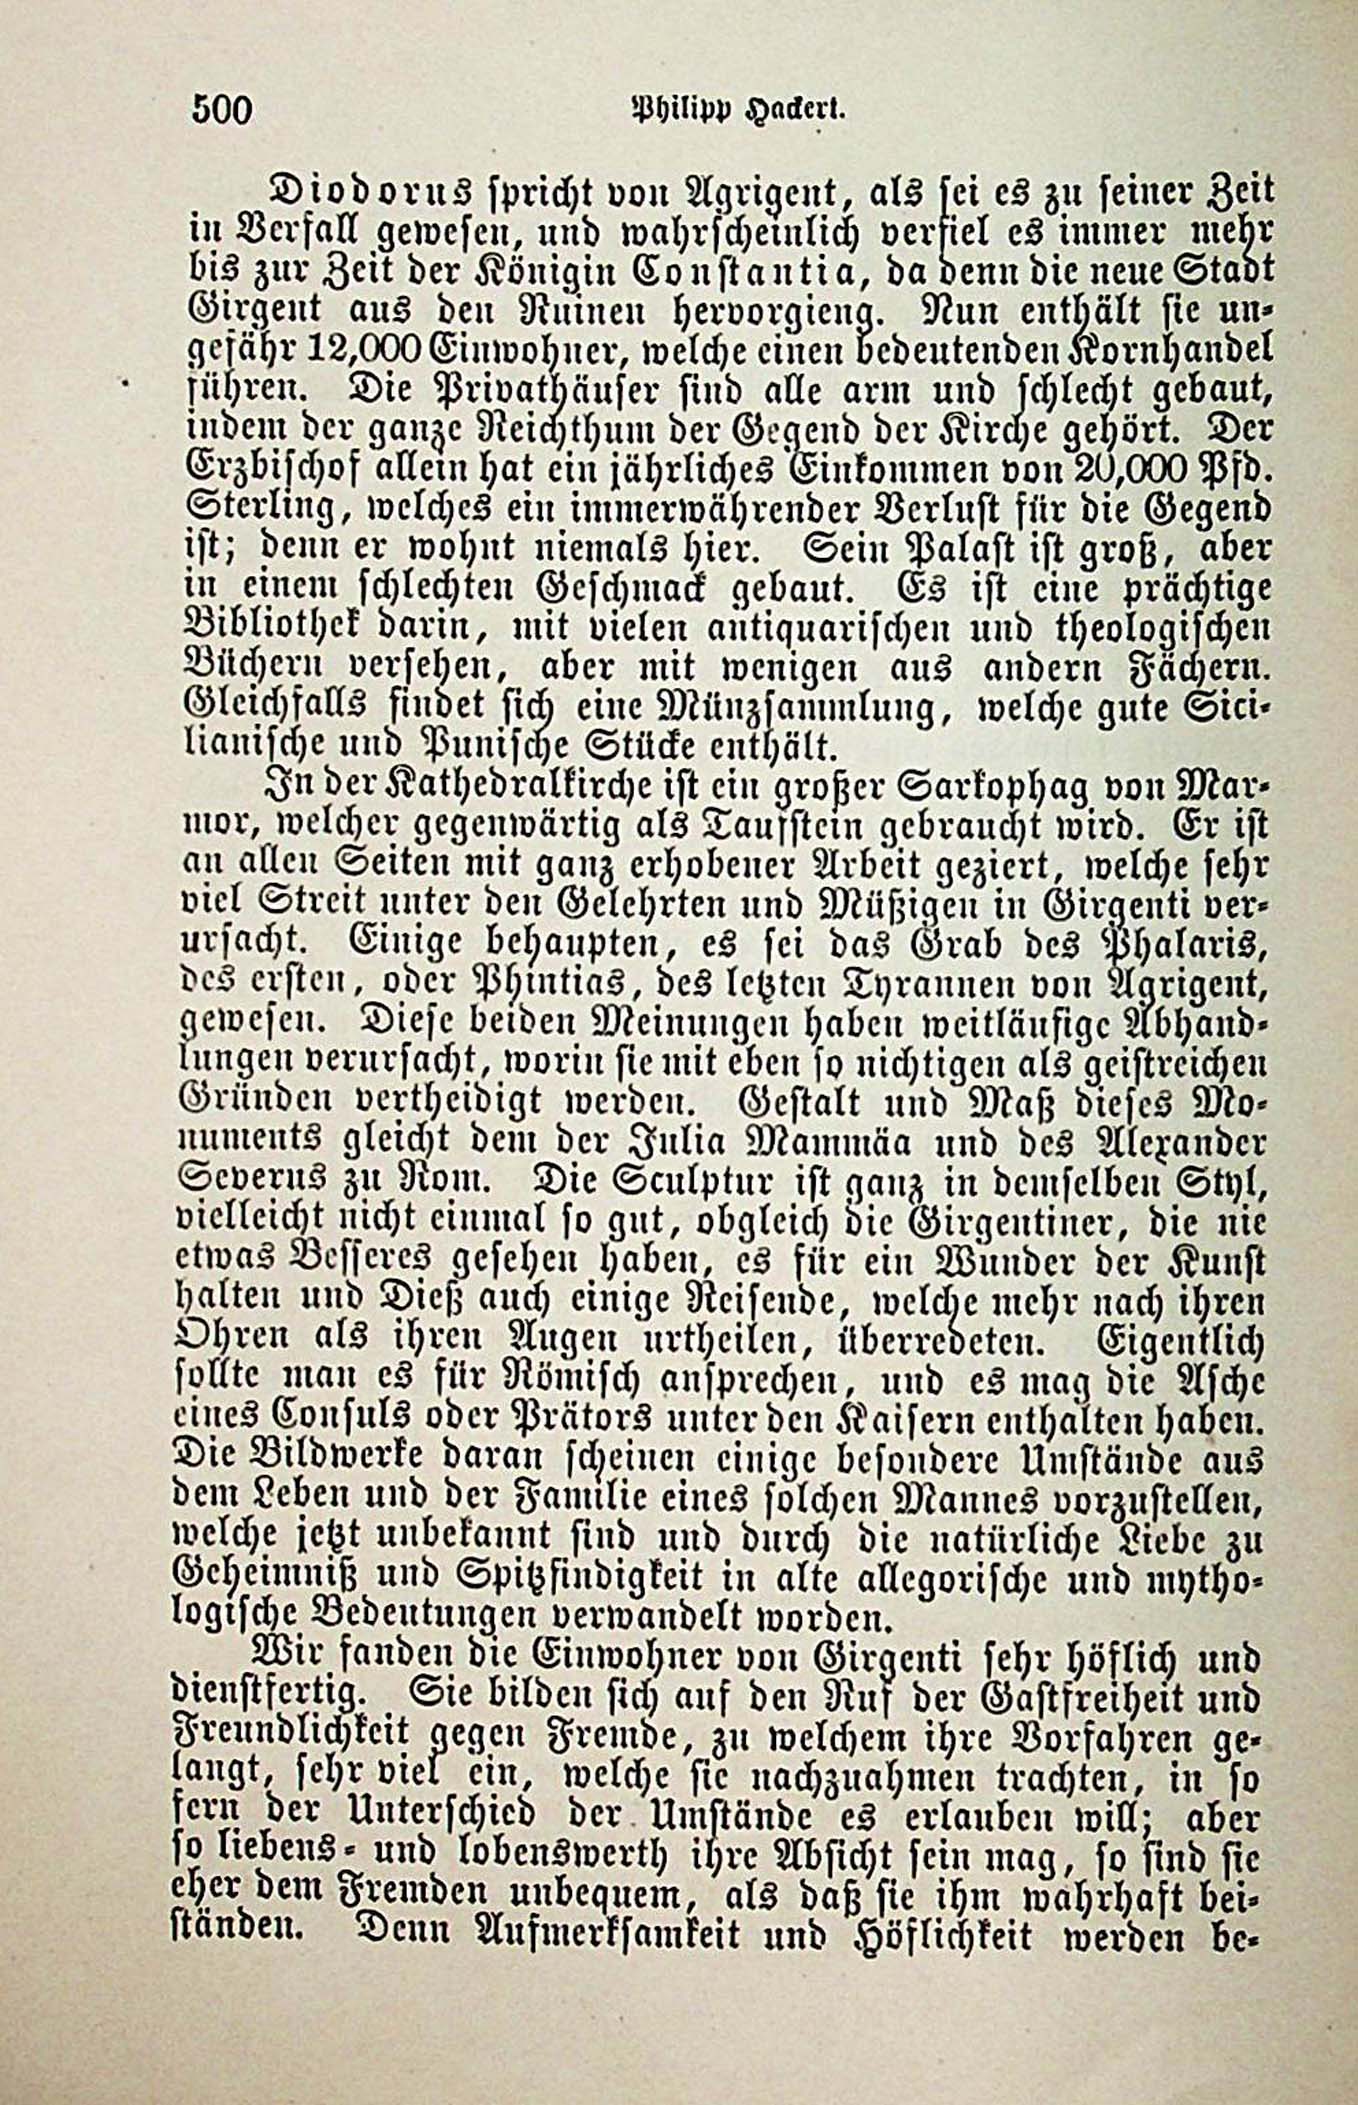 500 Philipp Hackert.
Diodorus spricht von Agrigent, als sei es zu seiner Zeit
in Verfall gewesen, und wahrscheinlich verfiel es immer mehr
bis zur Zeit der Königin Constantia, da denn die neue Stadt
Girgent aus den Ruinen hervorgieng. Nun enthält sie un-
gefähr 12,000 Einwohner, welche einen bedeutenden Kornhandel
führen. Die Privathäuser sind alle arm und schlecht gebaut,
indem der ganze Reichthum der Gegend der Kirche gehört. Der
Erzbischof allein hat ein jährliches Einkommen von 20,000 Pfd.
Sterling, welches ein immerwährender Verlust für die Gegend
ist; denn er wohnt niemals hier. Sein Palast ist groß, aber
in einem schlechten Geschmack gebaut. Es ist eine prächtige
Bibliothek darin, mit vielen antiquarischen und theologischen
Büchern versehen, aber mit wenigen aus andern Fächern.
Gleichfalls findet sich eine Münzsammlung, welche gute Sici-
lianische und Punische Stücke enthält.
In der Kathedralkirche ist ein großer Sarkophag von Mar-
mor, welcher gegenwärtig als Taufstein gebraucht wird. Er ist
an allen Seiten mit ganz erhobener Arbeit geziert, welche sehr
viel Streit unter den Gelehrten und Müßigen in Girgenti ver-
ursacht. Einige behaupten, es sei das Grab des Phalaris,
des ersten, oder Phintias, des letzten Tyrannen von Agrigent,
gewesen. Diese beiden Meinungen haben weitläufige Abhand-
lungen verursacht, worin sie mit eben so nichtigen als geistreichen
Gründen vertheidigt werden. Gestalt und Maß dieses Mo-
numents gleicht dem der Julia Mammäa und des Alexander
Severus zu Rom. Die Sculptur ist ganz in demselben Styl,
vielleicht nicht einmal so gut, obgleich die Girgentiner, die nie
etwas Besseres gesehen haben, es für ein Wunder der Kunst
halten und Dieß auch einige Reisende, welche mehr nach ihren
Ohren als ihren Augen urtheilen, überredeten. Eigentlich
sollte man es für Römisch ansprechen, und es mag die Asche
eines Consuls oder Prätors unter den Kaisern enthalten haben.
Die Bildwerke daran scheinen einige besondere Umstände aus
dem Leben und der Familie eines solchen Mannes vorzustellen,
welche jetzt unbekannt sind und durch die natürliche Liebe zu
Geheimniß und Spitzfindigkeit in alte allegorische und mytho-
logische Bedeutungen verwandelt worden.
Wir fanden die Einwohner von Girgenti sehr höflich und
dienstfertig. Sie bilden sich auf den Ruf der Gastfreiheit und
Freundlichkeit gegen Fremde, zu welchem ihre Vorfahren ge-
langt, sehr viel ein, welche sie nachzuahmen trachten, in so
fern der Unterschied der Umstände es erlauben will; aber
so liebens- und lobenswerth ihre Absicht sein mag, so sind sie
eher dem Fremden unbequem, als daß sie ihm wahrhaft bei-
ständen. Denn Aufmerksamkeit und Höflichkeit werden be-